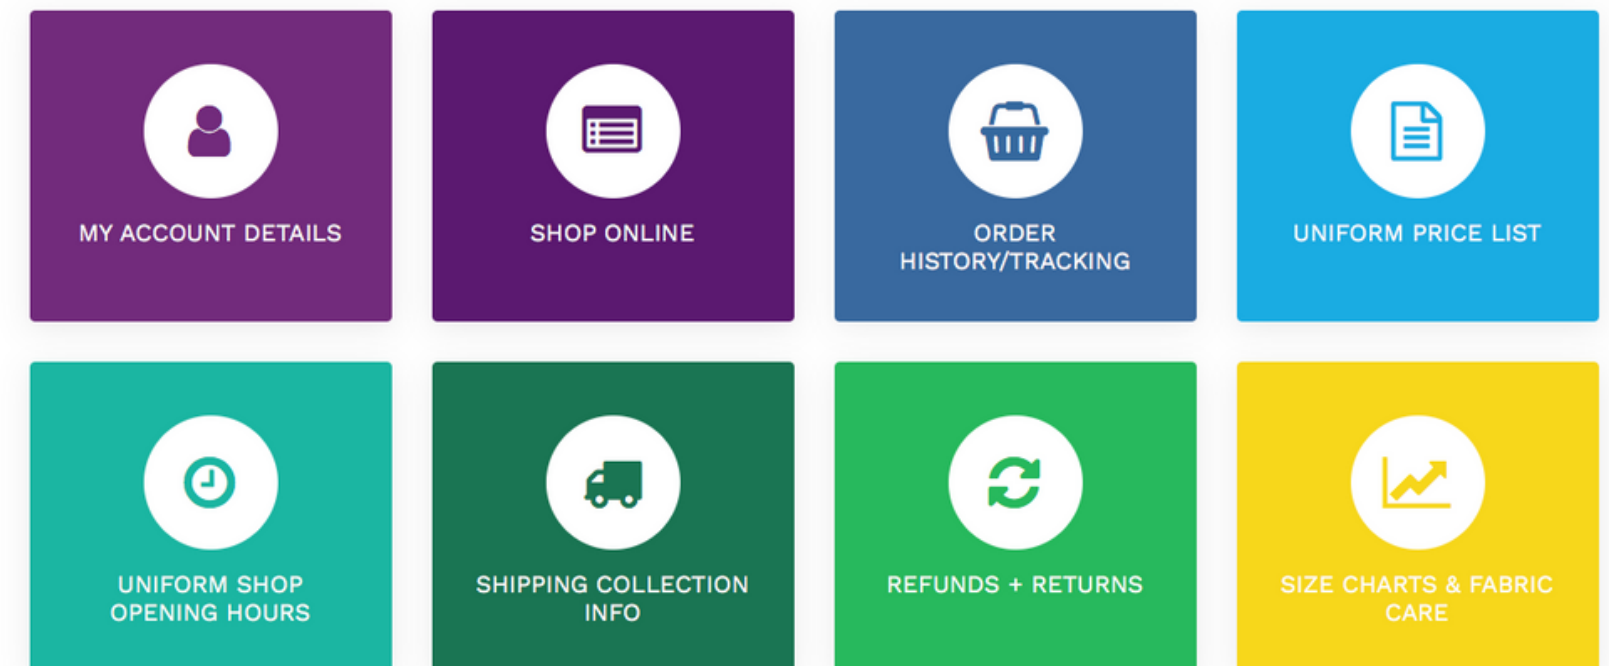 MY ACCOUNT DETAILS
SHOP ONLINE
ORDER
HISTORY/TRACKING
UNIFORM PRICE LIST
UNIFORM SHOP
OPENING HOURS
SHIPPING COLLECTION
INFO
REFUNDS + RETURNS
SIZE CHARTS & FABRIC
CARE